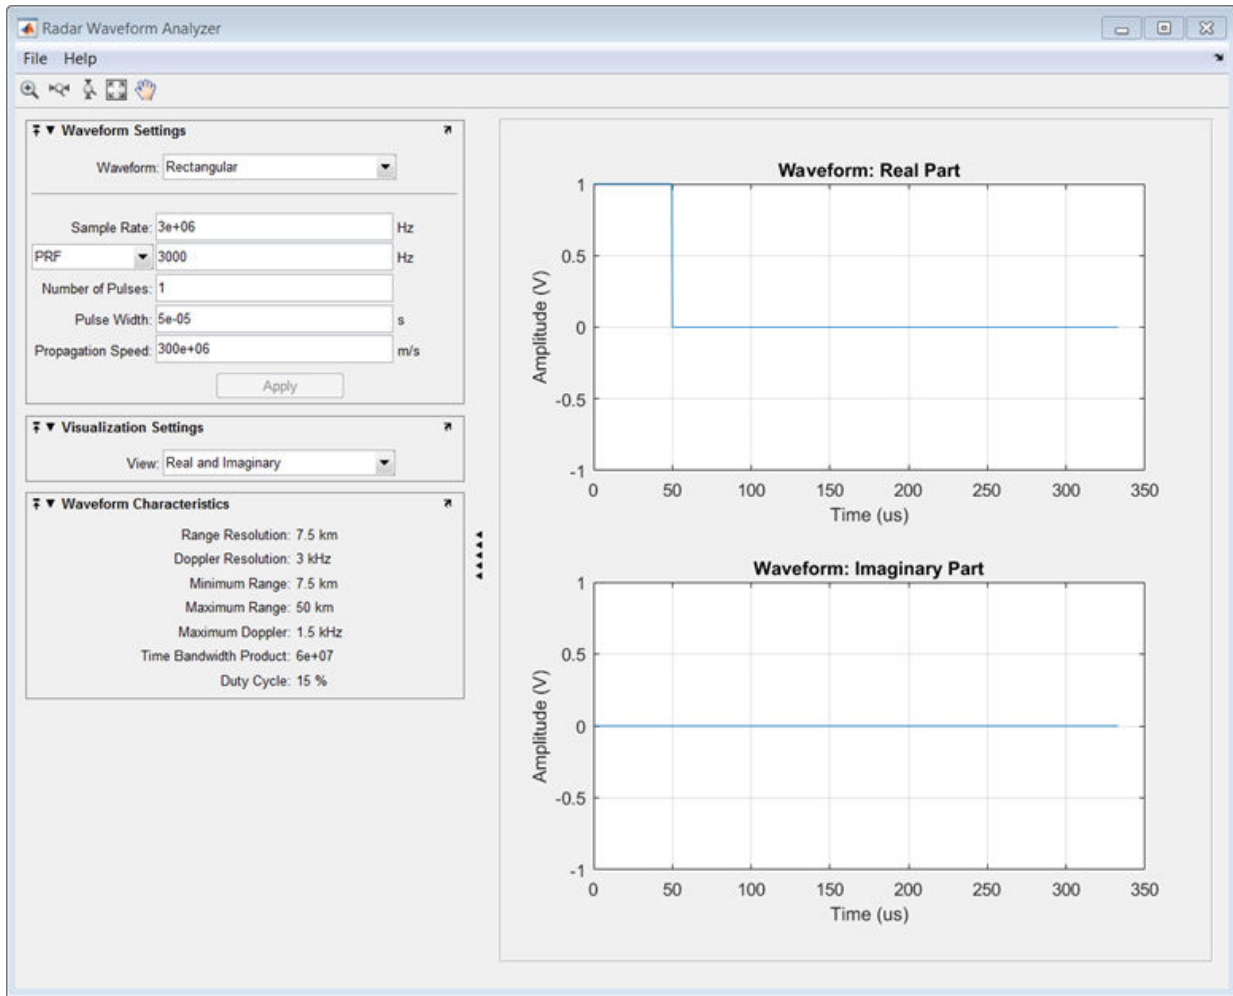 Radar Waveform Analyzer
File Help
Waveform Settings
Waveform: Rectangular
Sample Rate: 3e+06 Hz
PRF 3000 Hz
Number of Pulses: 1
Pulse Width: 5e-05 s
Propagation Speed: 300e+06 m/s
Apply
Visualization Settings
View: Real and Imaginary
Waveform Characteristics
Range Resolution: 7.5 km
Doppler Resolution: 3 kHz
Minimum Range: 7.5 km
Maximum Range: 50 km
Maximum Doppler: 1.5 kHz
Time Bandwidth Product: 6e+07
Duty Cycle: 15 %
Waveform: Real Part
1
0.5
0
-0.5
-1
Amplitude (V)
0 50 100 150 200 250 300 350
Time (us)
Waveform: Imaginary Part
1
0.5
0
-0.5
-1
Amplitude (V)
0 50 100 150 200 250 300 350
Time (us)